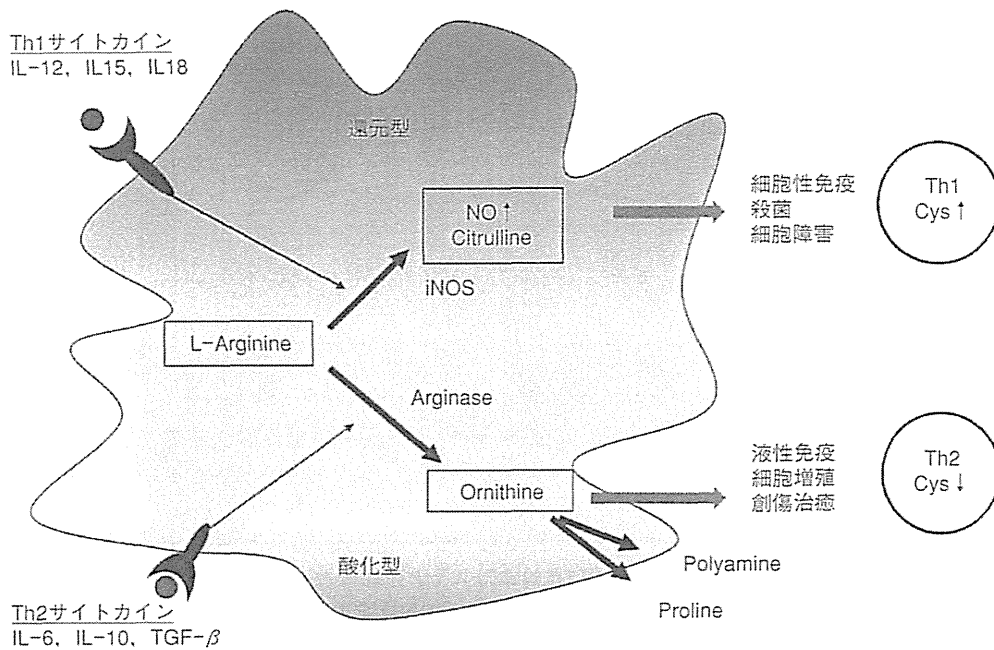 Th1サイトカイン
IL-12, IL15, IL18
還元型
NO↑
Citrulline
iNOS
細胞性免疫
殺菌
細胞障害
Th1
Cys↑
L-Arginine
Arginase
Ornithine
液性免疫
細胞増殖
創傷治癒
Th2
Cys↓
酸化型
Polyamine
Proline
Th2サイトカイン
IL-6, IL-10, TGF-β